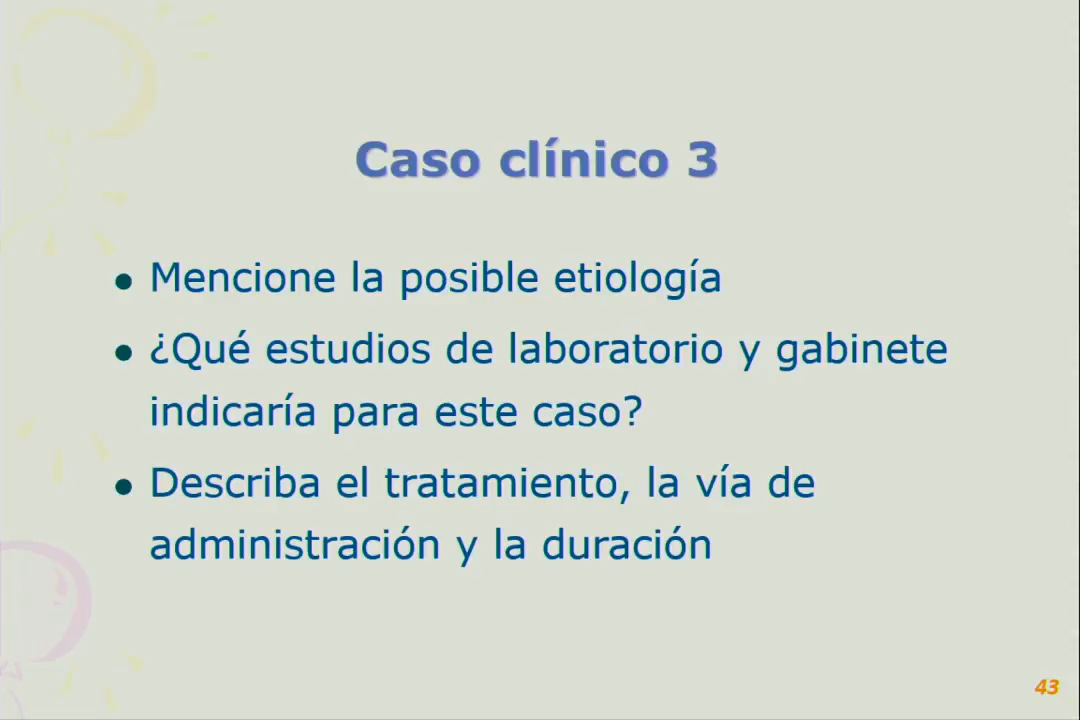 Caso clínico 3
● Mencione la posible etiología
● ¿Qué estudios de laboratorio y gabinete
indicaría para este caso?
● Describa el tratamiento, la vía de
administración y la duración
43